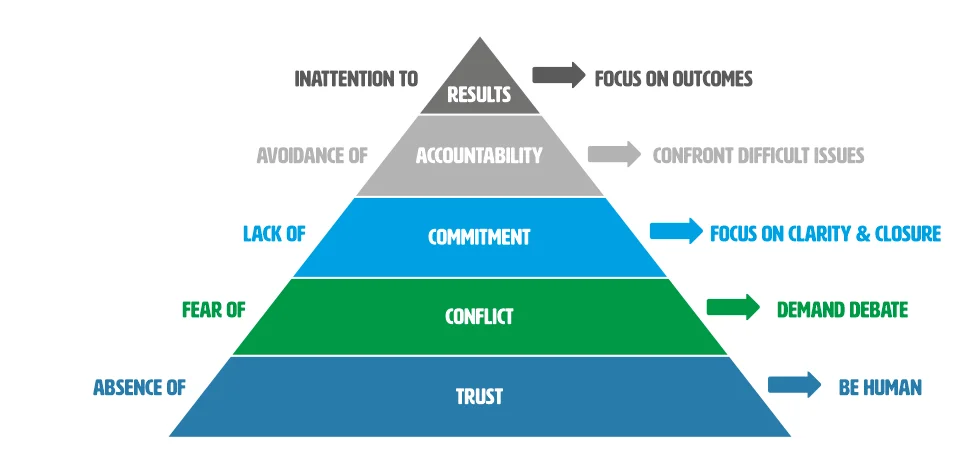 INATTENTION TO RESULTS FOCUS ON OUTCOMES
AVOIDANCE OF ACCOUNTABILITY CONFRONT DIFFICULT ISSUES
LACK OF COMMITMENT FOCUS ON CLARITY & CLOSURE
FEAR OF CONFLICT DEMAND DEBATE
ABSENCE OF TRUST BE HUMAN